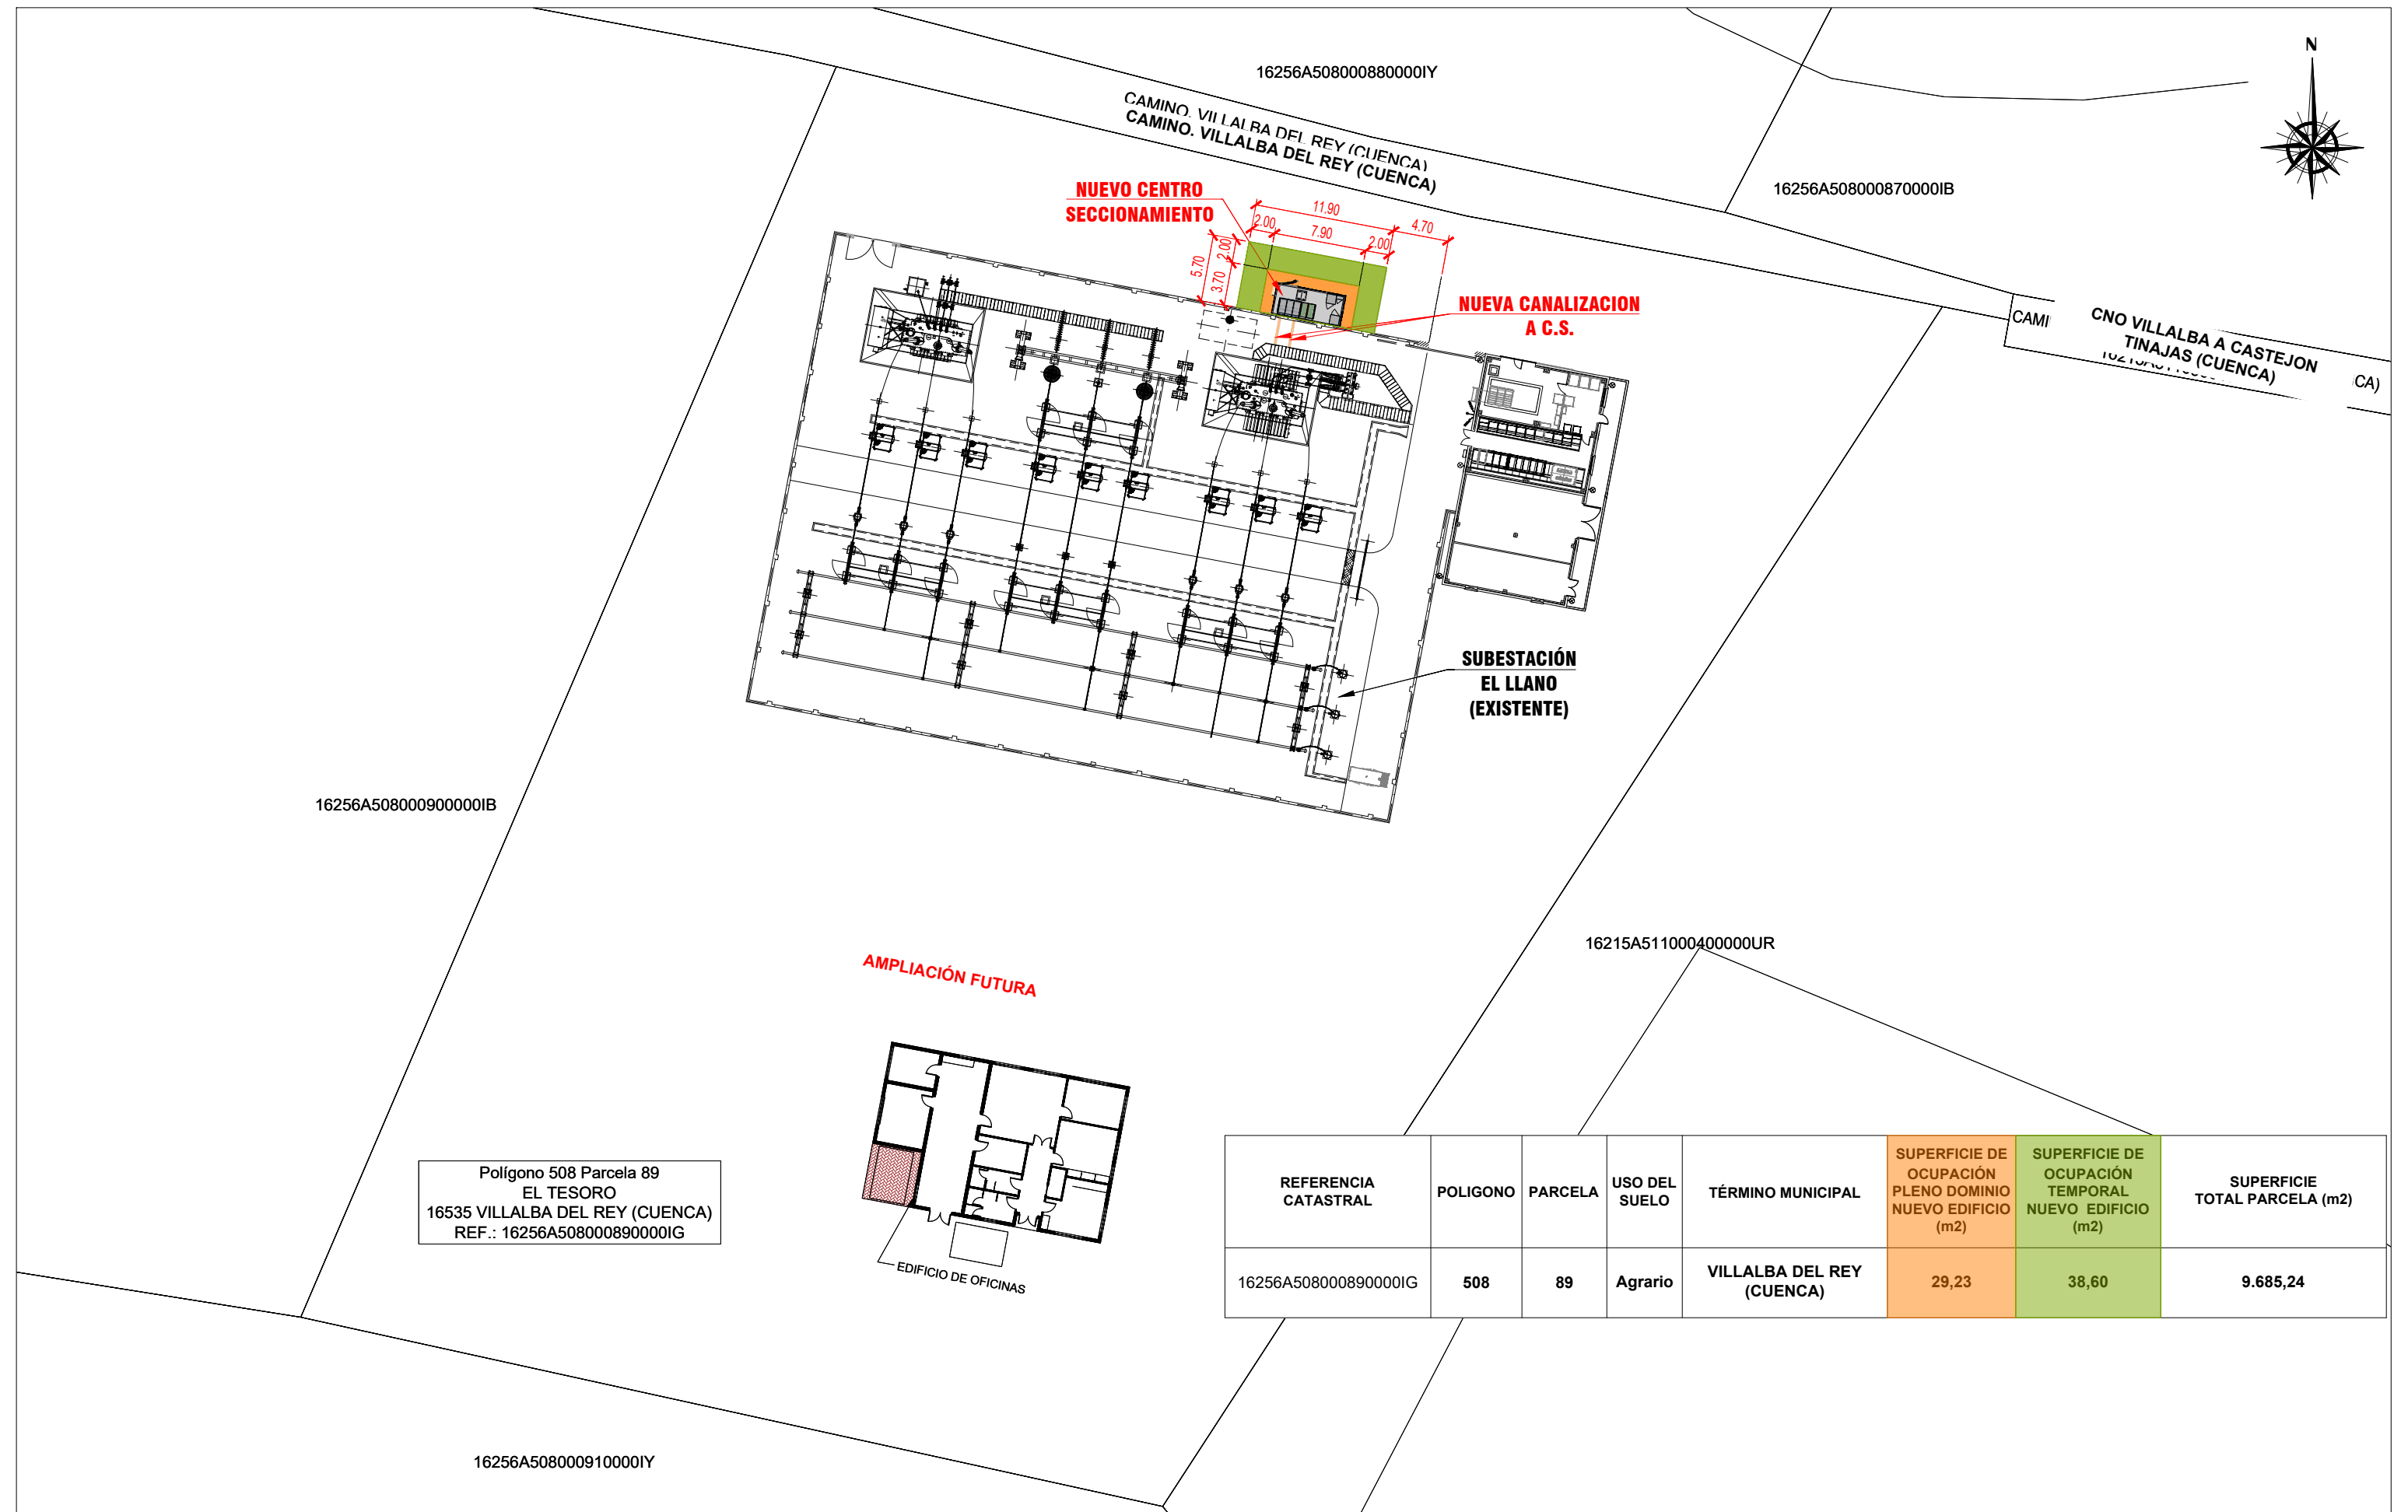 N
16256A508000880000IY
CAMINO. VILLALBA DEL REY (CUENCA)
CAMINO. VILLALBA DEL REY (CUENCA)
16256A508000870000IB
NUEVO CENTRO
SECCIONAMIENTO
11.90
4.70
2.00
7.90
2.00
5.70
2.00
3.70
NUEVA CANALIZACION
A C.S.
CAMI
CNO VILLALBA A CASTEJON
TINAJAS (CUENCA)
CA)
SUBESTACIÓN
EL LLANO
(EXISTENTE)
16256A508000900000IB
16215A511000400000UR
AMPLIACIÓN FUTURA
EDIFICIO DE OFICINAS
Polígono 508 Parcela 89
EL TESORO
16535 VILLALBA DEL REY (CUENCA)
REF.: 16256A508000890000IG
REFERENCIA
CATASTRAL
POLIGONO
PARCELA
USO DEL
SUELO
TÉRMINO MUNICIPAL
SUPERFICIE DE
OCUPACIÓN
PLENO DOMINIO
NUEVO EDIFICIO
(m2)
SUPERFICIE DE
OCUPACIÓN
TEMPORAL
NUEVO EDIFICIO
(m2)
SUPERFICIE
TOTAL PARCELA (m2)
16256A508000890000IG
508
89
Agrario
VILLALBA DEL REY
(CUENCA)
29,23
38,60
9.685,24
16256A508000910000IY